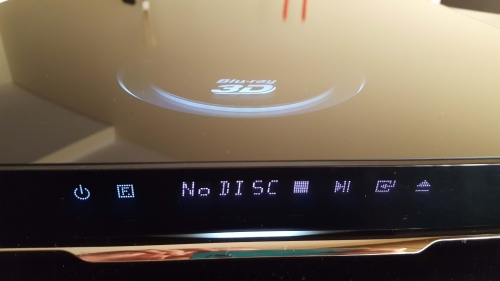 Blu-ray
3D
F
No DISC